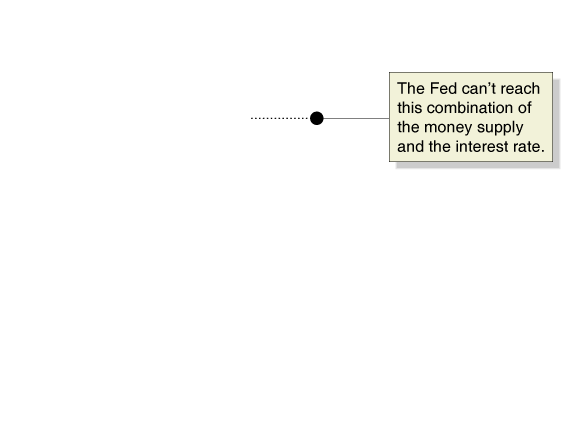 The Fed can’t reach
this combination of
the money supply
and the interest rate.